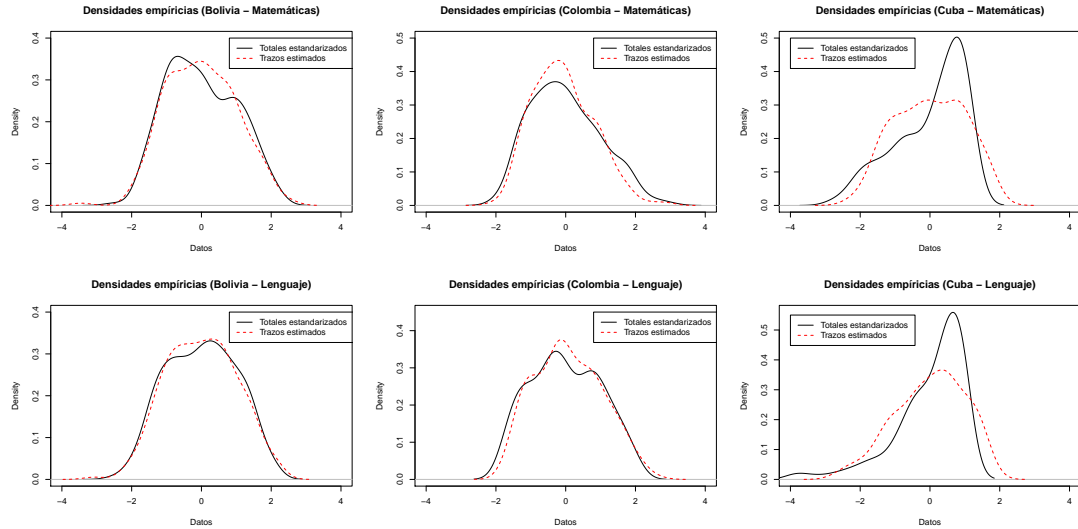 Densidades empíricias (Bolivia − Matemáticas)
0.4
0.3
0.2
0.1
0.0
Density
Totales estandarizados
Trazos estimados
−4 −2 0 2 4
Datos
Densidades empíricias (Colombia − Matemáticas)
0.5
0.4
0.3
0.2
0.1
0.0
Density
Totales estandarizados
Trazos estimados
−4 −2 0 2 4
Datos
Densidades empíricias (Cuba − Matemáticas)
0.5
0.4
0.3
0.2
0.1
0.0
Density
Totales estandarizados
Trazos estimados
−4 −2 0 2 4
Datos
Densidades empíricias (Bolivia − Lenguaje)
0.4
0.3
0.2
0.1
0.0
Density
Totales estandarizados
Trazos estimados
−4 −2 0 2 4
Datos
Densidades empíricias (Colombia − Lenguaje)
0.4
0.3
0.2
0.1
0.0
Density
Totales estandarizados
Trazos estimados
−4 −2 0 2 4
Datos
Densidades empíricias (Cuba − Lenguaje)
0.5
0.4
0.3
0.2
0.1
0.0
Density
Totales estandarizados
Trazos estimados
−4 −2 0 2 4
Datos